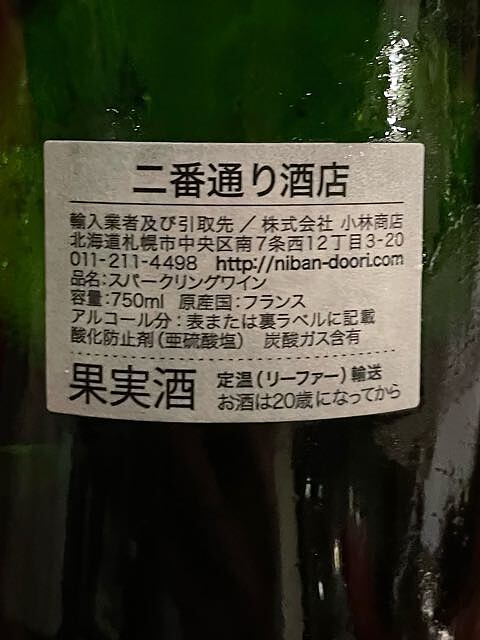 二番通り酒店
輸入業者及び引取先／株式会社 小林商店
北海道札幌市中央区南7条西12丁目3-20
011-211-4498 http://niban-doori.com
品名：スパークリングワイン
容量：750ml 原産国：フランス
アルコール分：表または裏ラベルに記載
酸化防止剤（亜硫酸塩） 炭酸ガス含有
果実酒 定温（リーファー）輸送
お酒は20歳になってから